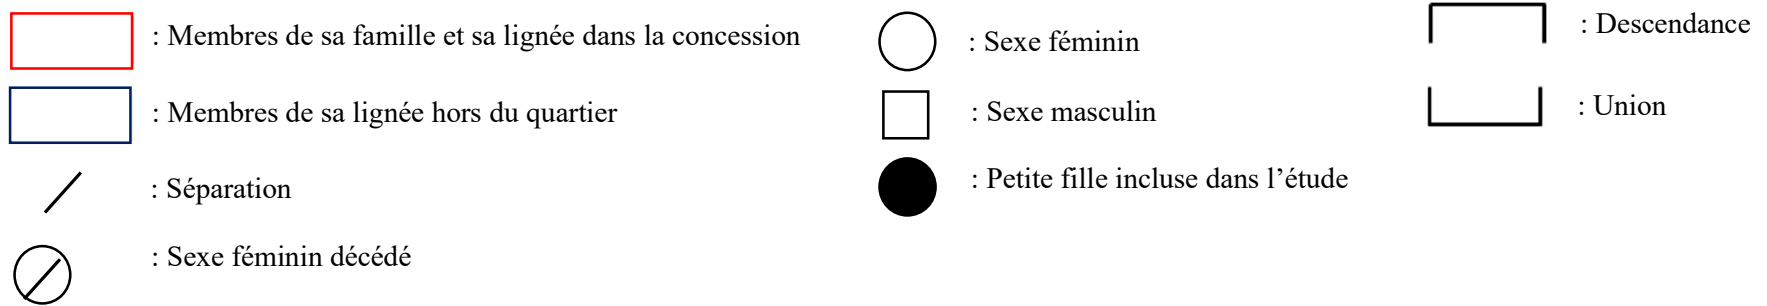 : Membres de sa famille et sa lignée dans la concession
: Membres de sa lignée hors du quartier
: Séparation
: Sexe féminin décédé
: Sexe féminin
: Sexe masculin
: Petite fille incluse dans l’étude
: Descendance
: Union